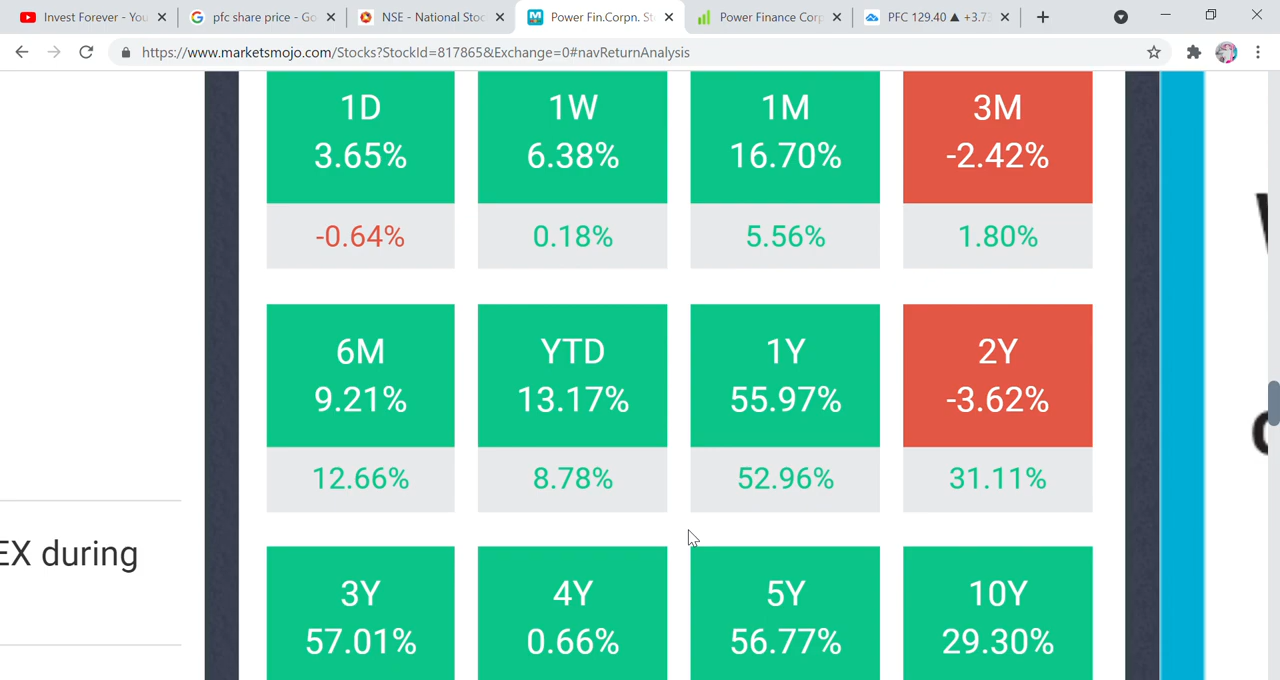 Invest Forever - You
pfc share price - Go
NSE - National Stoc
Power Fin.Corpn. St
Power Finance Corp
PFC 129.40 ▲ +3.73
https://www.marketsmojo.com/Stocks?StockId=817865&Exchange=0#navReturnAnalysis
1D
3.65%
-0.64%
1W
6.38%
0.18%
1M
16.70%
5.56%
3M
-2.42%
1.80%
6M
9.21%
12.66%
YTD
13.17%
8.78%
1Y
55.97%
52.96%
2Y
-3.62%
31.11%
EX during
3Y
57.01%
4Y
0.66%
5Y
56.77%
10Y
29.30%